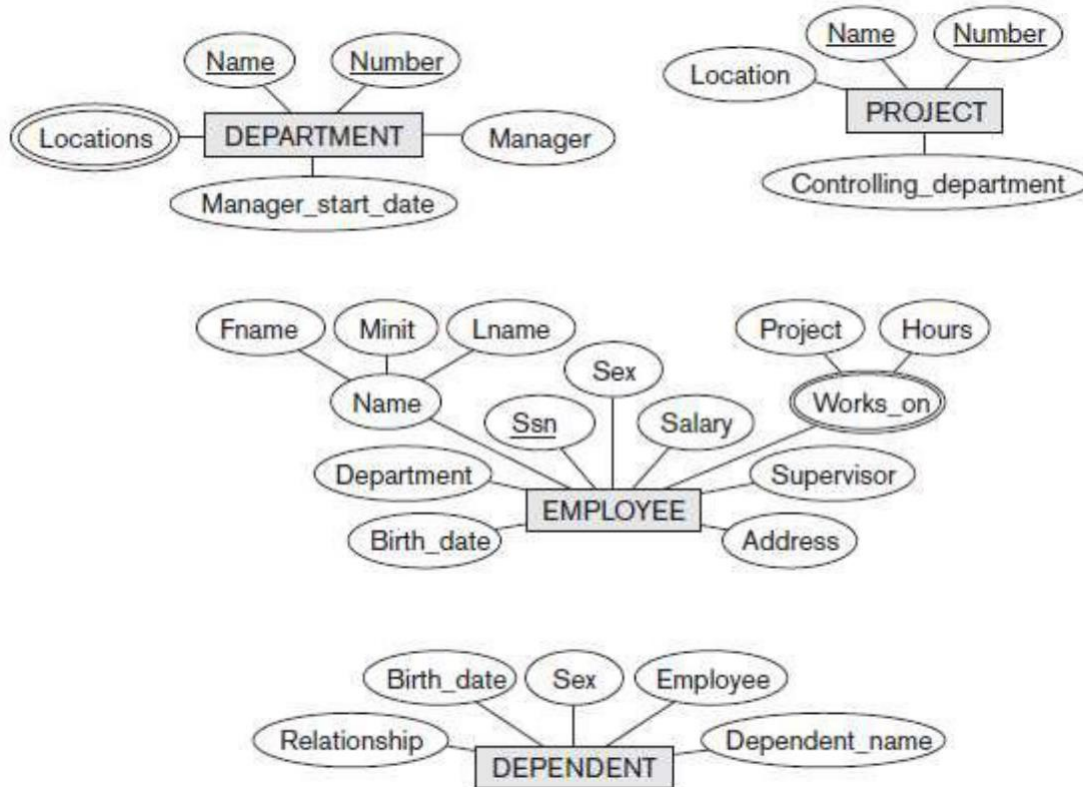 Name Number
Locations DEPARTMENT Manager
Manager_start_date
Name Number
Location PROJECT
Controlling_department
Fname Minit Lname
Name
Project Hours
Works_on
Sex
Ssn Salary
Department Supervisor
EMPLOYEE
Birth_date Address
Birth_date Sex Employee
Relationship Dependent_name
DEPENDENT